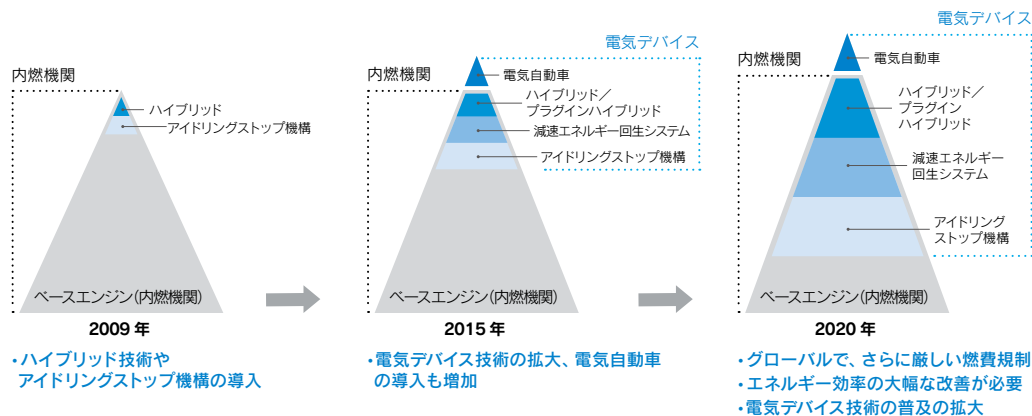 内燃機関
ハイブリッド
アイドリングストップ機構
ベースエンジン(内燃機関)
2009 年
・ハイブリッド技術や
アイドリングストップ機構の導入
電気デバイス
内燃機関
電気自動車
ハイブリッド／
プラグインハイブリッド
減速エネルギー回生システム
アイドリングストップ機構
ベースエンジン(内燃機関)
2015 年
・電気デバイス技術の拡大、電気自動車
の導入も増加
電気デバイス
内燃機関
電気自動車
ハイブリッド／
プラグイン
ハイブリッド
減速エネルギー
回生システム
アイドリング
ストップ機構
ベースエンジン(内燃機関)
2020 年
・グローバルで、さらに厳しい燃費規制
・エネルギー効率の大幅な改善が必要
・電気デバイス技術の普及の拡大